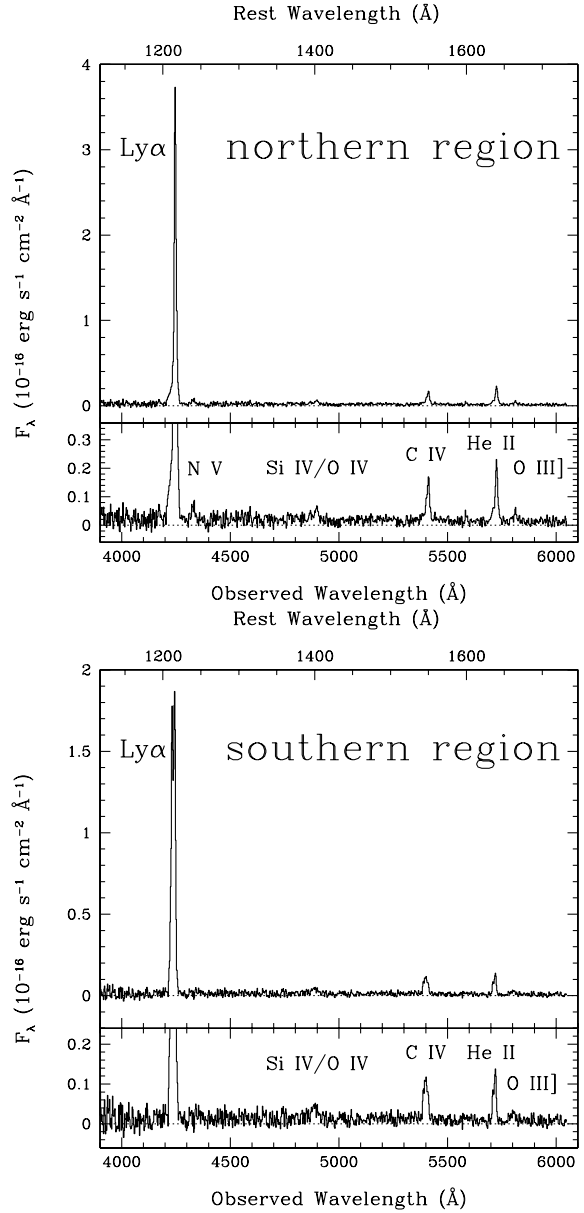 Rest Wavelength (Å)
1200 1400 1600
4
3
2
1
0
Lyα
northern region
F_λ (10⁻¹⁶ erg s⁻¹ cm⁻² Å⁻¹)
0.3
0.2
0.1
0
N V
Si IV/O IV
C IV
He II
O III]
4000 4500 5000 5500 6000
Observed Wavelength (Å)
Rest Wavelength (Å)
1200 1400 1600
2
1.5
1
0.5
0
Lyα
southern region
F_λ (10⁻¹⁶ erg s⁻¹ cm⁻² Å⁻¹)
0.2
0.1
0
Si IV/O IV
C IV
He II
O III]
4000 4500 5000 5500 6000
Observed Wavelength (Å)